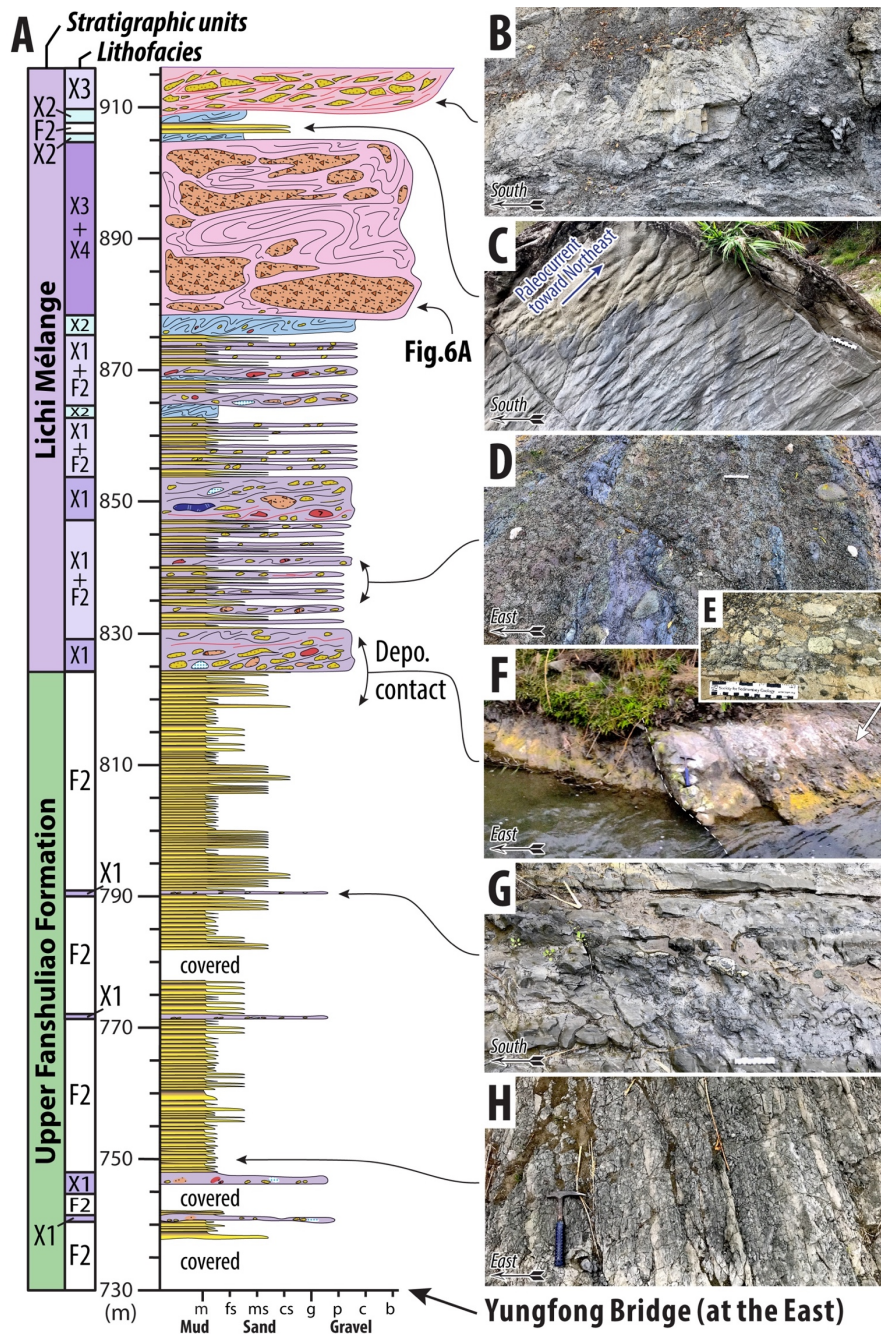 A
Stratigraphic units
Lithofacies
Lichi Mélange
Upper Fanshuliao Formation
X3
X2
F2
X2
X3 + X4
X2
X1 + F2
X2
X1 + F2
X1
X1 + F2
X1
F2
X1
F2
X1
F2
X1
F2
X1
F2
910
890
870
850
830
810
790
770
750
730
(m)
Fig.6A
Depo.
contact
covered
covered
covered
m fs ms cs g p c b
Mud Sand Gravel
Yungfong Bridge (at the East)
B
South
C
Paleocurrent
toward Northeast
South
D
East
E
F
East
G
South
H
East